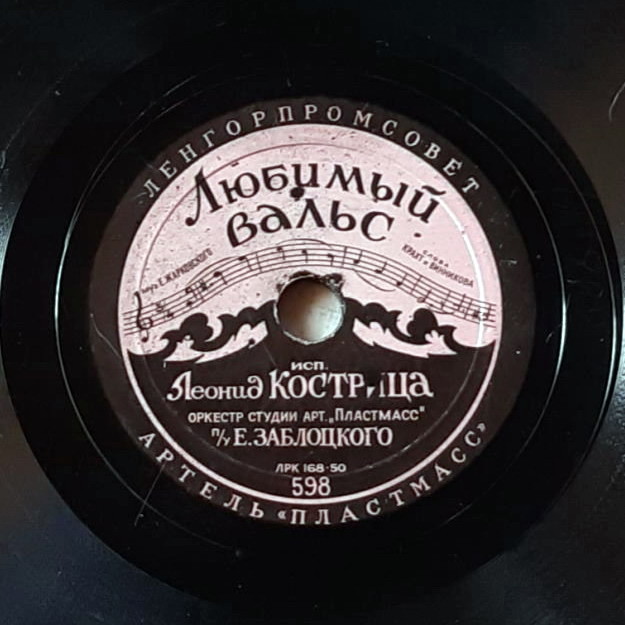 ЛЕНГОРПРОМСОВЕТ
Любимый
вальс
муз. Е. ЖАРКОВСКОГО
слова
КРАХТ и ВИННИКОВА
исп.
Леонид КОСТРИЦА
ОРКЕСТР СТУДИИ АРТ. „ПЛАСТМАСС"
п/у Е. ЗАБЛОЦКОГО
ЛРК 168-50
598
АРТЕЛЬ «ПЛАСТМАСС»